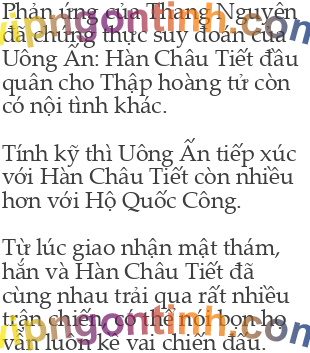 Phản ứng của Thang Nguyên
đã chứng thực suy đoán của
Uông Ấn: Hàn Châu Tiết đầu
quân cho Thập hoàng tử còn
có nội tình khác.
Tính kỹ thì Uông Ấn tiếp xúc
với Hàn Châu Tiết còn nhiều
hơn với Hộ Quốc Công.
Từ lúc giao nhận mật thám,
hắn và Hàn Châu Tiết đã
cùng nhau trải qua rất nhiều
trận chiến, có thể nói bọn họ
vẫn luôn kề vai chiến đấu.
vipngontinh.com
vipngontinh.com